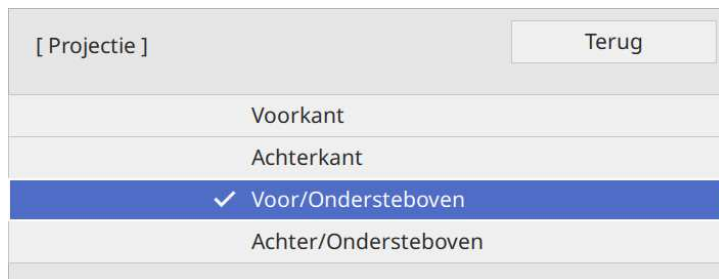 [ Projectie ]
Terug
Voorkant
Achterkant
✓ Voor/Ondersteboven
Achter/Ondersteboven